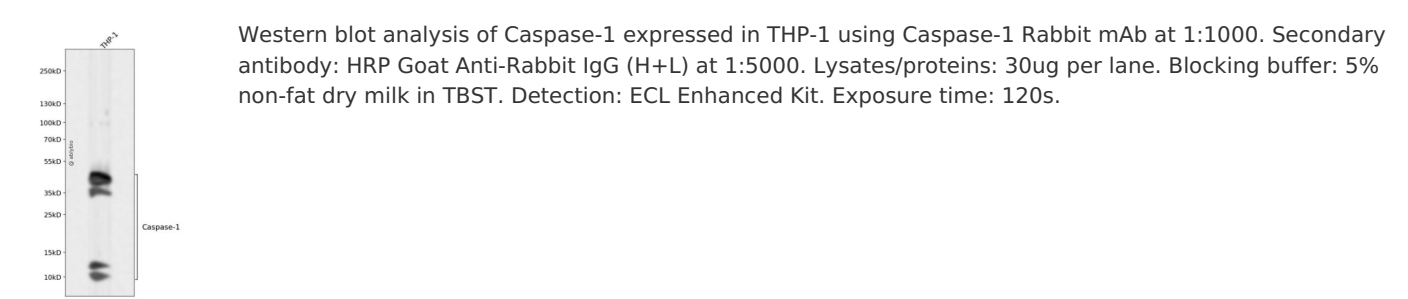 THP-1
250kD
130kD
100kD
70kD
55kD
35kD
25kD
15kD
10kD
Caspase-1
Western blot analysis of Caspase-1 expressed in THP-1 using Caspase-1 Rabbit mAb at 1:1000. Secondary
antibody: HRP Goat Anti-Rabbit IgG (H+L) at 1:5000. Lysates/proteins: 30ug per lane. Blocking buffer: 5%
non-fat dry milk in TBST. Detection: ECL Enhanced Kit. Exposure time: 120s.